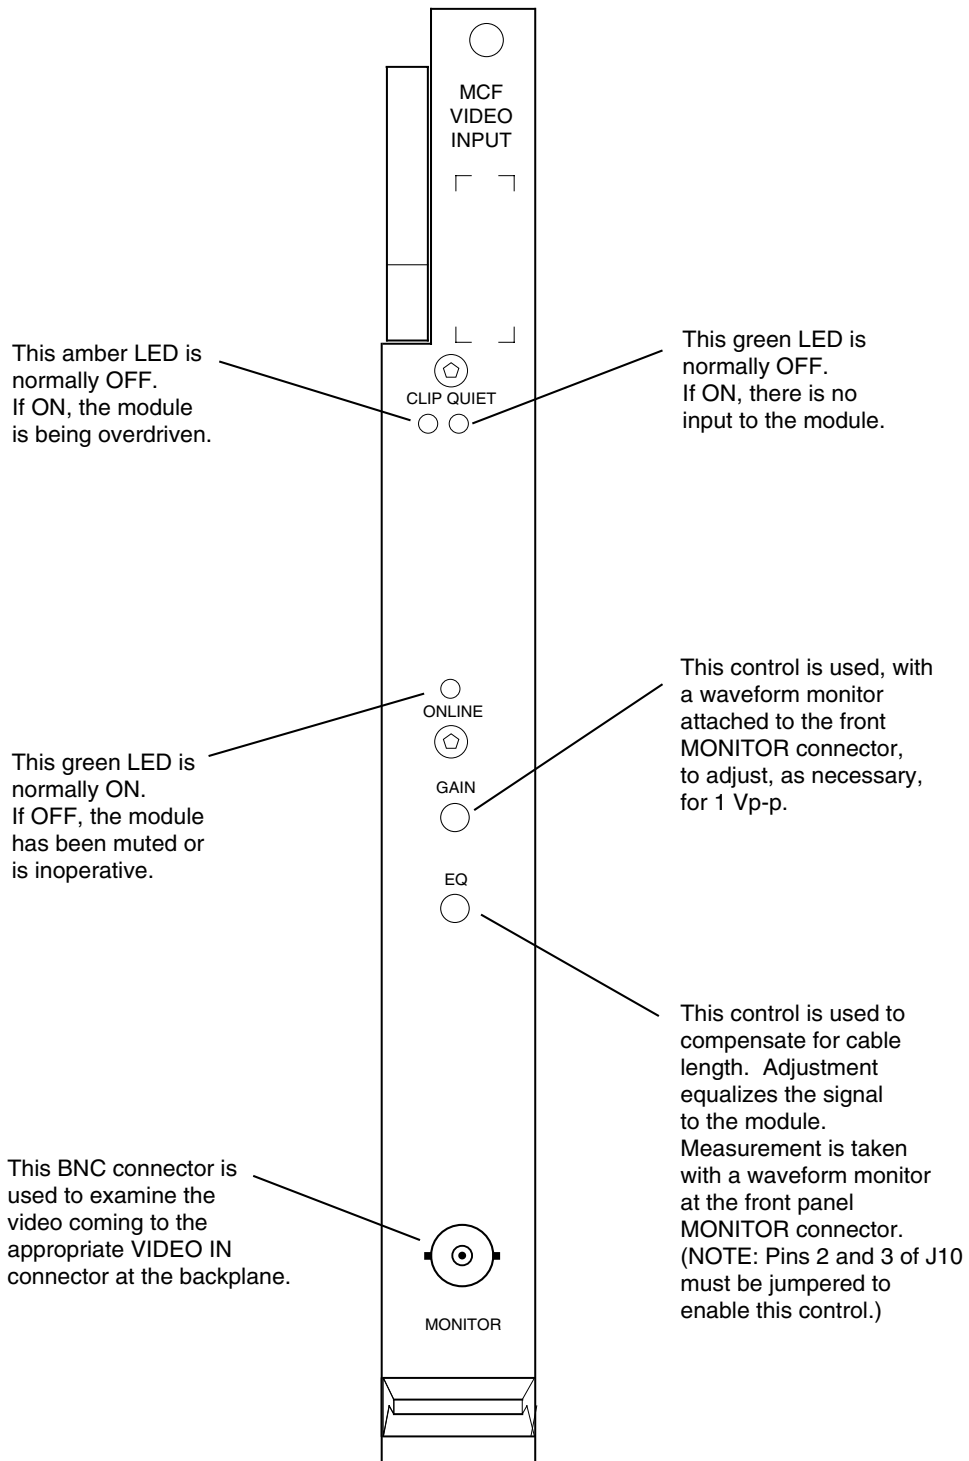 MCF
VIDEO
INPUT
This amber LED is
normally OFF.
If ON, the module
is being overdriven.
This green LED is
normally OFF.
If ON, there is no
input to the module.
CLIP QUIET
ONLINE
This green LED is
normally ON.
If OFF, the module
has been muted or
is inoperative.
GAIN
This control is used, with
a waveform monitor
attached to the front
MONITOR connector,
to adjust, as necessary,
for 1 Vp-p.
EQ
This control is used to
compensate for cable
length.  Adjustment
equalizes the signal
to the module.
Measurement is taken
with a waveform monitor
at the front panel
MONITOR connector.
(NOTE: Pins 2 and 3 of J10
must be jumpered to
enable this control.)
This BNC connector is
used to examine the
video coming to the
appropriate VIDEO IN
connector at the backplane.
MONITOR